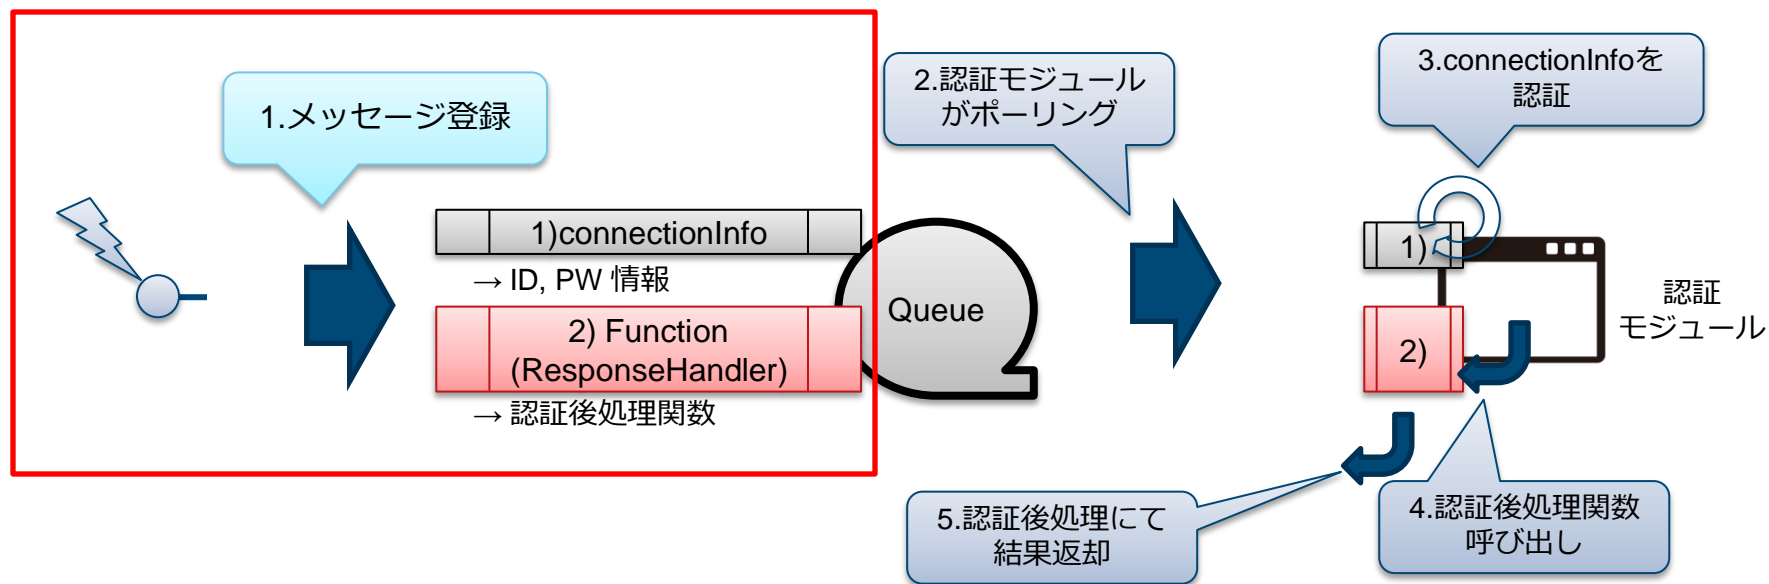 1.メッセージ登録
2.認証モジュール
がポーリング
3.connectionInfoを
認証
1)connectionInfo
→ ID, PW 情報
2) Function
(ResponseHandler)
→ 認証後処理関数
Queue
1)
2)
認証
モジュール
4.認証後処理関数
呼び出し
5.認証後処理にて
結果返却